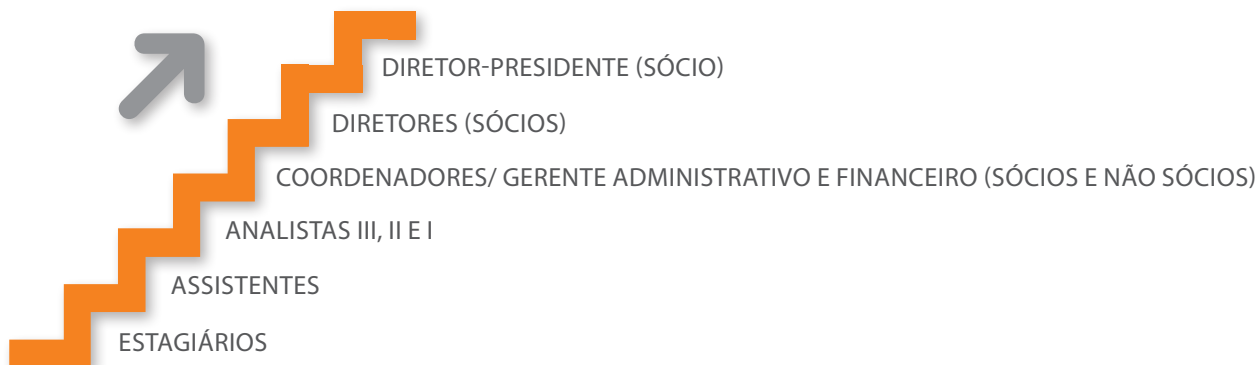 DIRETOR-PRESIDENTE (SÓCIO)
DIRETORES (SÓCIOS)
COORDENADORES/ GERENTE ADMINISTRATIVO E FINANCEIRO (SÓCIOS E NÃO SÓCIOS)
ANALISTAS III, II E I
ASSISTENTES
ESTAGIÁRIOS